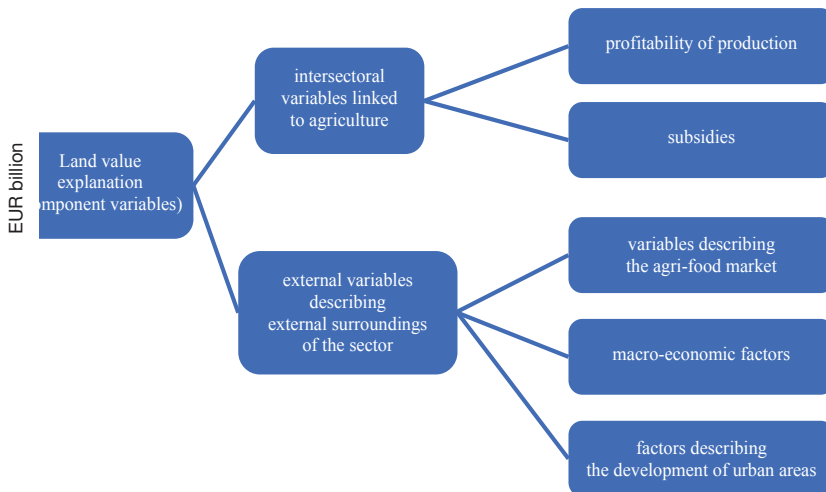 EUR billion
Land value
explanation
omponent variables)
intersectoral
variables linked
to agriculture
profitability of production
subsidies
external variables
describing
external surroundings
of the sector
variables describing
the agri-food market
macro-economic factors
factors describing
the development of urban areas